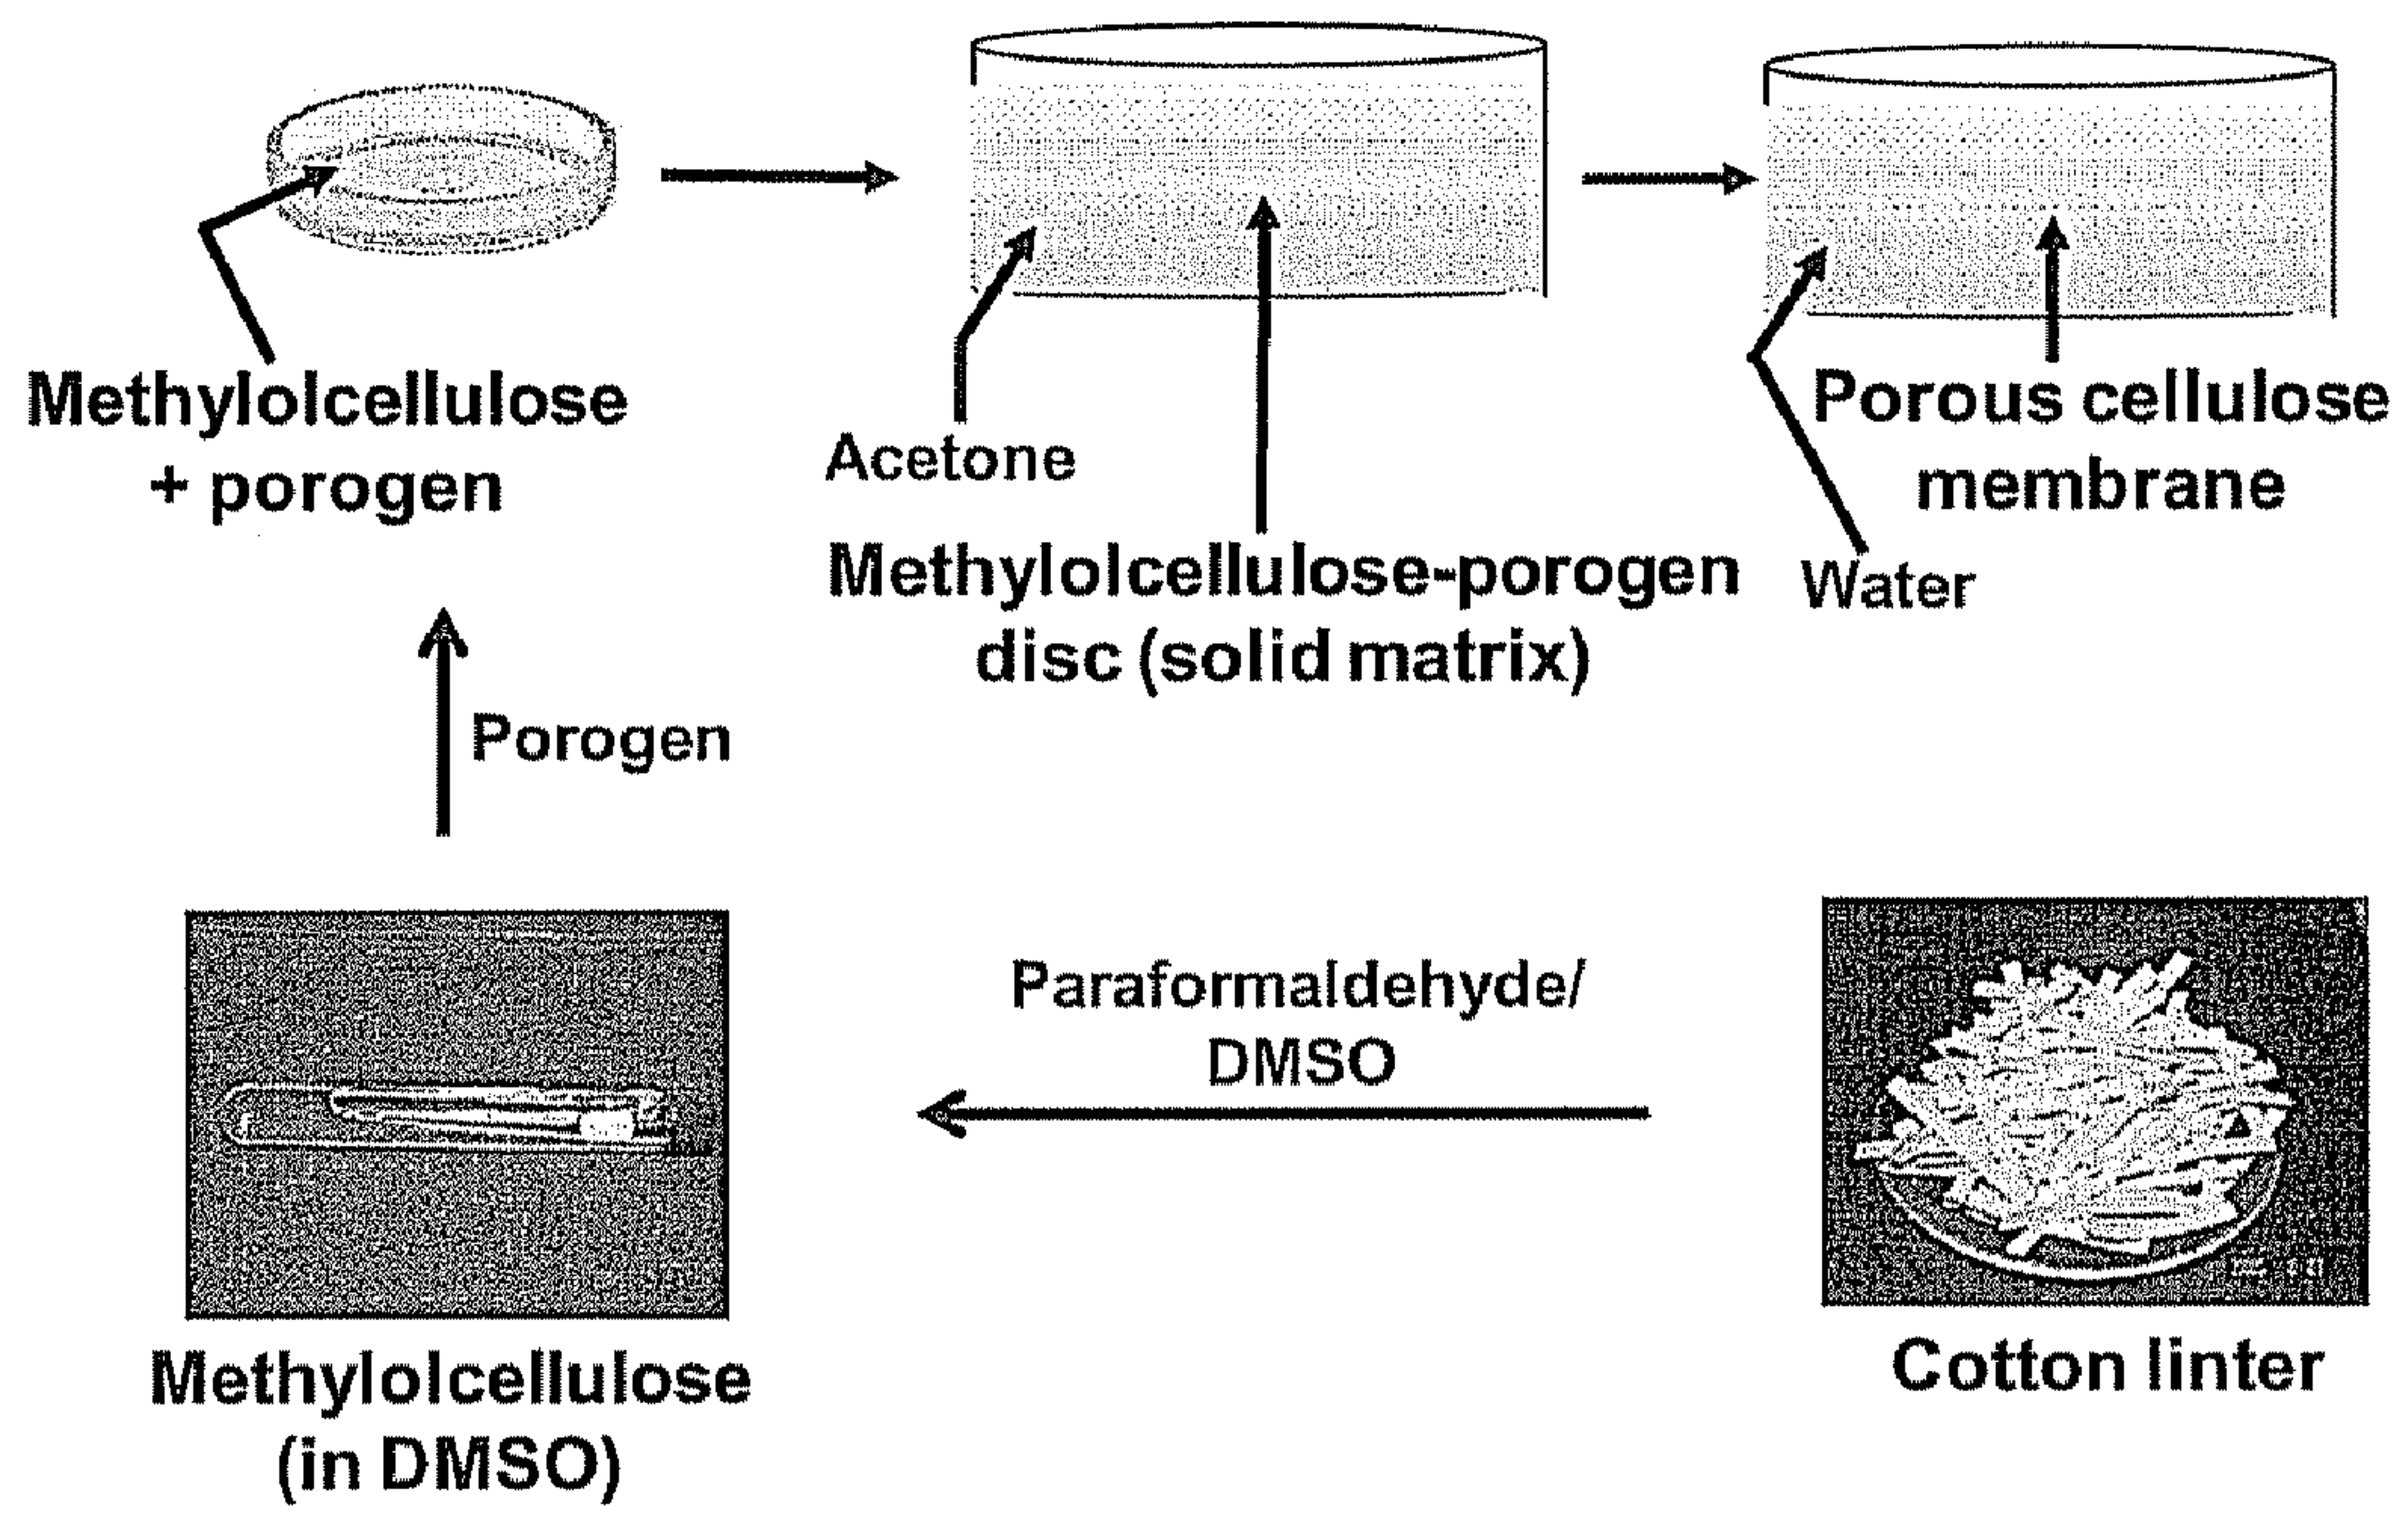 Methylolcellulose
+ porogen
Acetone
Methylolcellulose-porogen
disc (solid matrix)
Porous cellulose
membrane
Water
Porogen
Paraformaldehyde/
DMSO
Methylolcellulose
(in DMSO)
Cotton linter